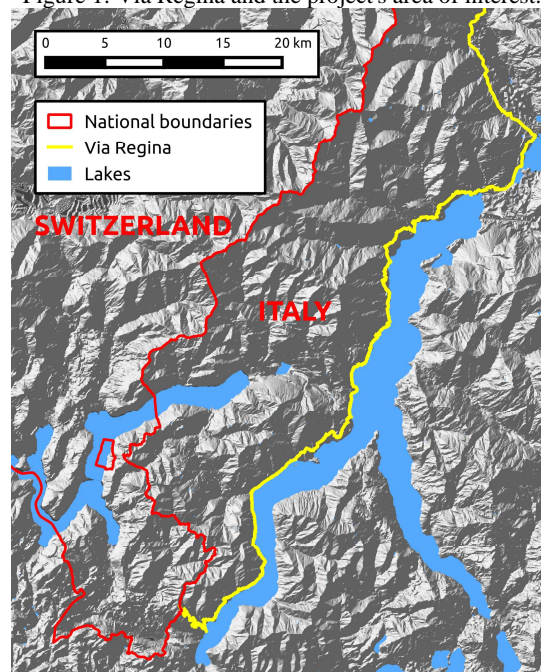 Figure 1: Via Regina and the project's area of interest.
0 5 10 15 20 km
National boundaries
Via Regina
Lakes
SWITZERLAND
ITALY